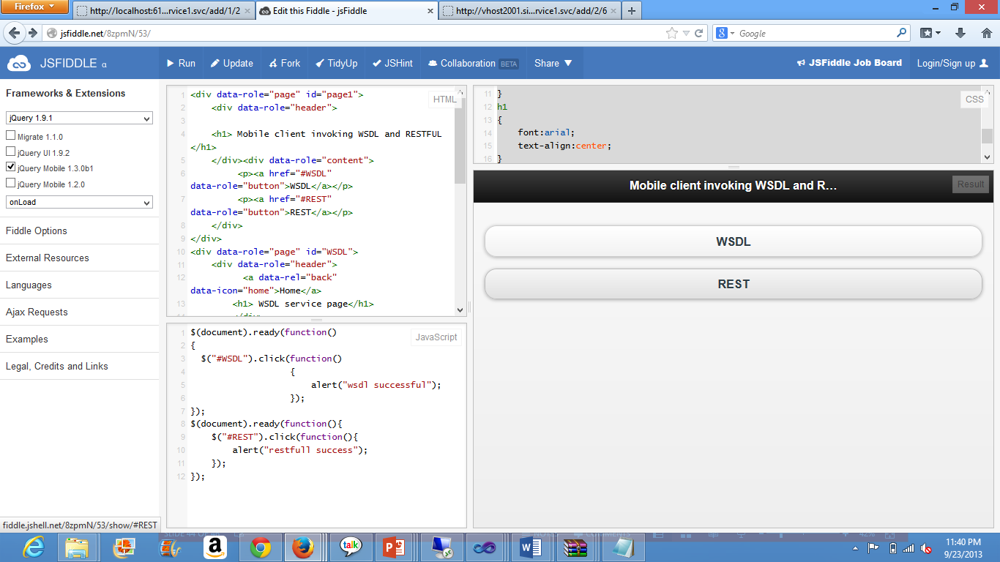 Firefox
http://localhost:61...rvice1.svc/add/1/2
Edit this Fiddle - jsFiddle
http://vhost2001.si...rvice1.svc/add/2/6
jsfiddle.net/8zpmN/53/
Google
JSFIDDLE α
Run
Update
Fork
TidyUp
JSHint
Collaboration BETA
Share
JSFiddle Job Board
Login/Sign up
Frameworks & Extensions
jQuery 1.9.1
Migrate 1.1.0
jQuery UI 1.9.2
jQuery Mobile 1.3.0b1
jQuery Mobile 1.2.0
onLoad
Fiddle Options
External Resources
Languages
Ajax Requests
Examples
Legal, Credits and Links
HTML
1 <div data-role="page" id="page1">
2 <div data-role="header">
3
4 <h1> Mobile client invoking WSDL and RESTFUL
</h1>
5 </div><div data-role="content">
6 <p><a href="#WSDL"
data-role="button">WSDL</a></p>
7 <p><a href="#REST"
data-role="button">REST</a></p>
8 </div>
9 </div>
10 <div data-role="page" id="WSDL">
11 <div data-role="header">
12 <a data-rel="back"
data-icon="home">Home</a>
13 <h1> WSDL service page</h1>
14 </div>
JavaScript
1 $(document).ready(function()
2 {
3 $("#WSDL").click(function()
4 {
5 alert("wsdl successful");
6 });
7 });
8 $(document).ready(function(){
9 $("#REST").click(function(){
10 alert("restfull success");
11 });
12 });
CSS
11 }
12 h1
13 {
14 font:arial;
15 text-align:center;
16 }
Mobile client invoking WSDL and R…
Result
WSDL
REST
fiddle.jshell.net/8zpmN/53/show/#REST
talk
11:40 PM
9/23/2013